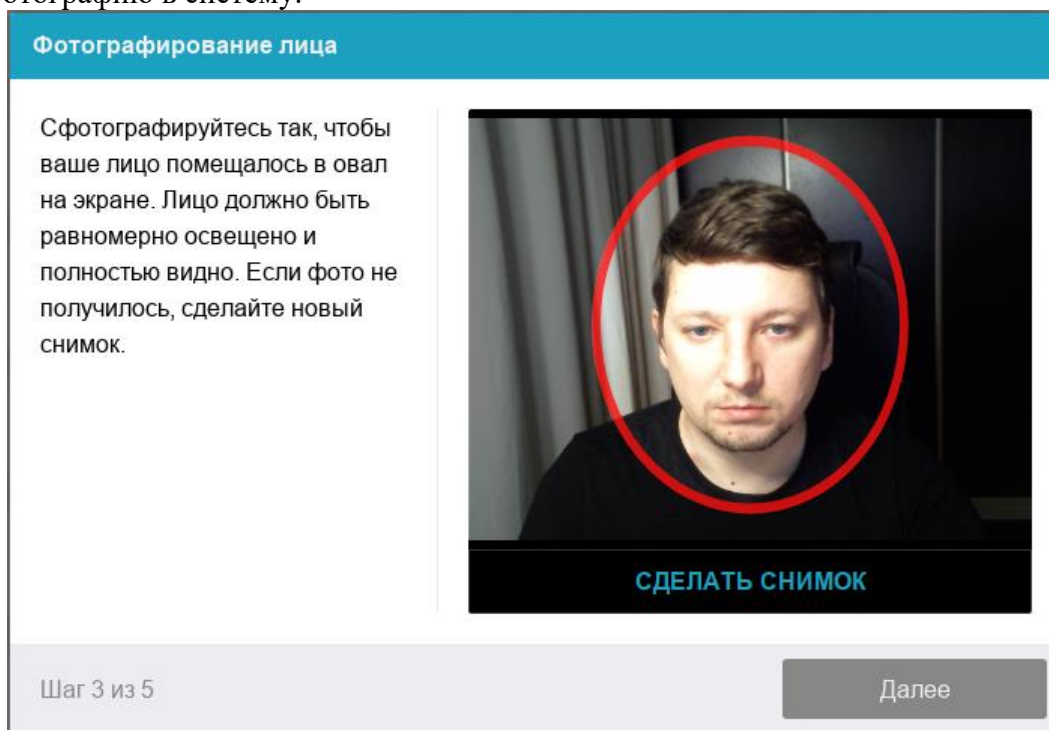 в систему.
Фотографирование лица
Сфотографируйтесь так, чтобы
ваше лицо помещалось в овал
на экране. Лицо должно быть
равномерно освещено и
полностью видно. Если фото не
получилось, сделайте новый
снимок.
СДЕЛАТЬ СНИМОК
Шаг 3 из 5
Далее